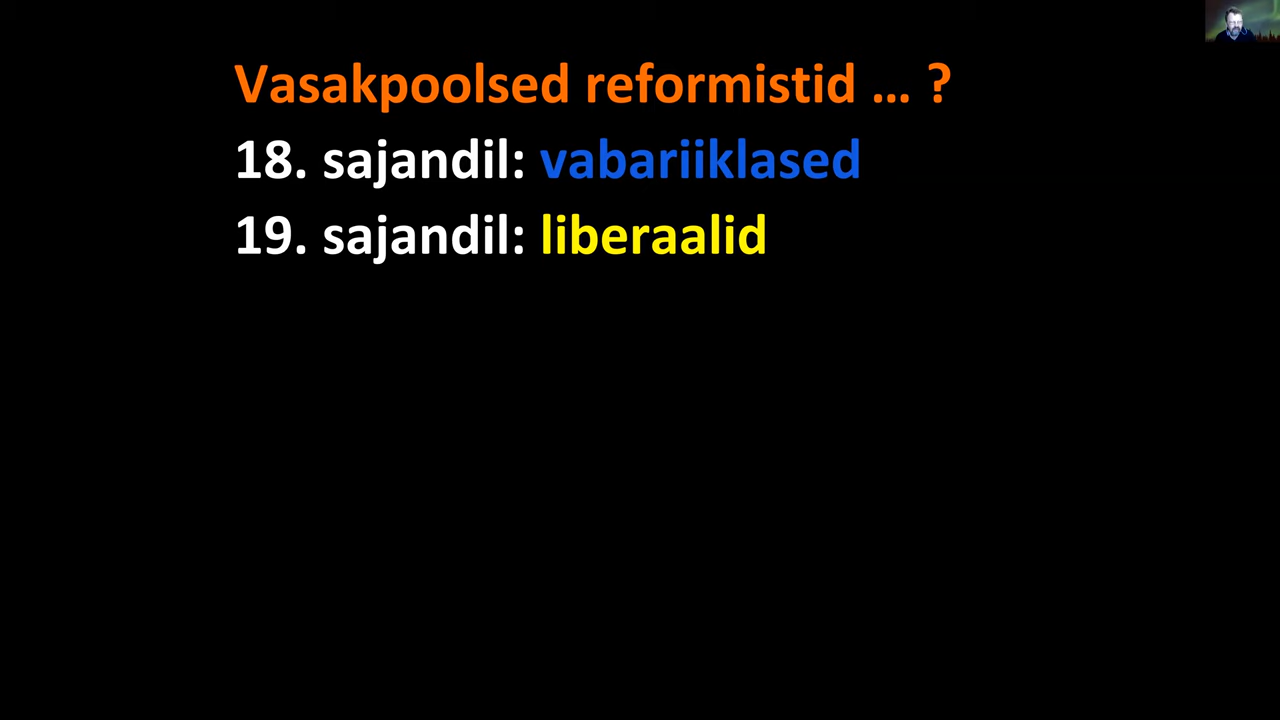 Vasakpoolsed reformistid … ?
18. sajandil: vabariiklased
19. sajandil: liberaalid